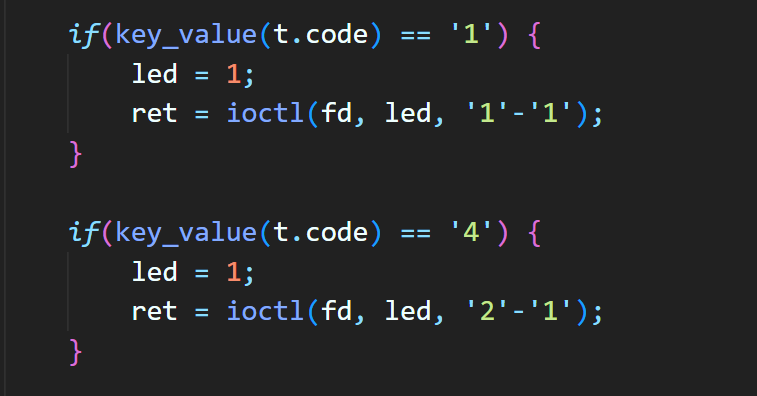 if(key_value(t.code) == '1') {
    led = 1;
    ret = ioctl(fd, led, '1'-'1');
}

if(key_value(t.code) == '4') {
    led = 1;
    ret = ioctl(fd, led, '2'-'1');
}